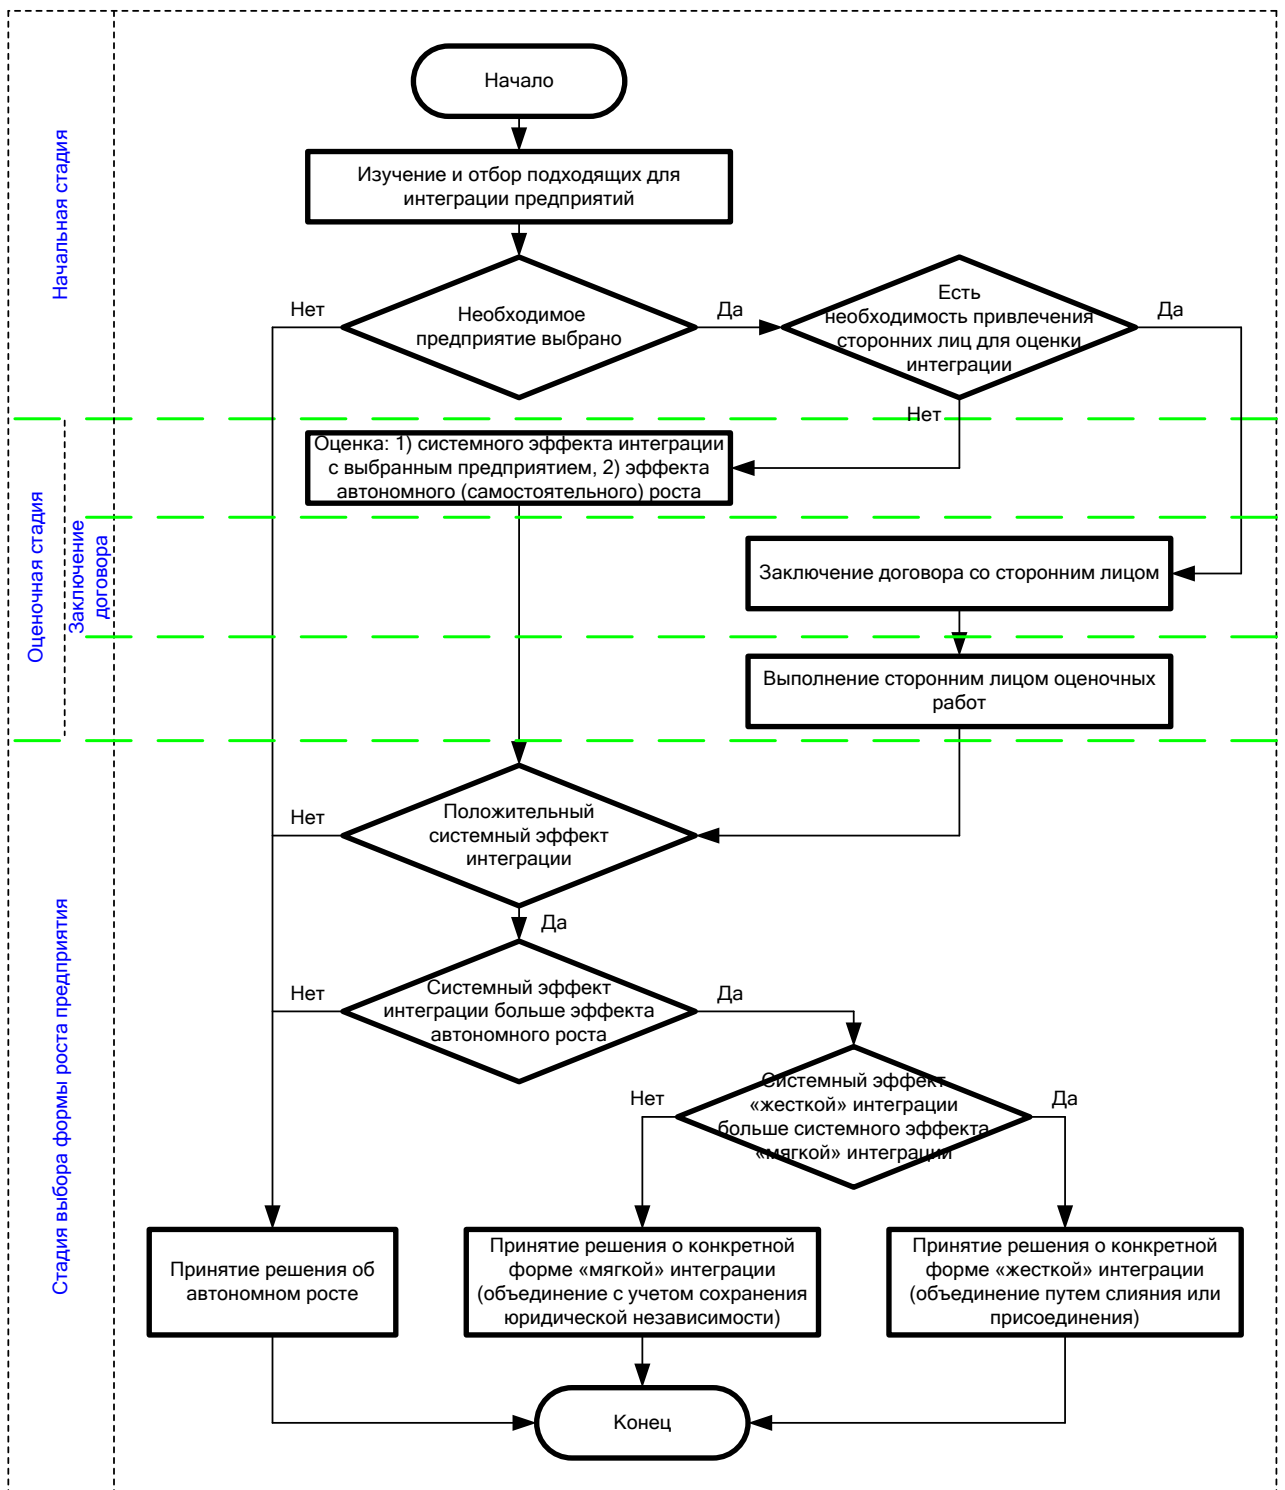 Начальная стадия
Оценочная стадия
Заключение
договора
Стадия выбора формы роста предприятия
Начало
Изучение и отбор подходящих для
интеграции предприятий
Нет
Необходимое
предприятие выбрано
Да
Есть
необходимость привлечения
сторонних лиц для оценки
интеграции
Да
Нет
Оценка: 1) системного эффекта интеграции
с выбранным предприятием, 2) эффекта
автономного (самостоятельного) роста
Заключение договора со сторонним лицом
Выполнение сторонним лицом оценочных
работ
Нет
Положительный
системный эффект
интеграции
Да
Нет
Системный эффект
интеграции больше эффекта
автономного роста
Да
Нет
Системный эффект
«жесткой» интеграции
больше системного эффекта
«мягкой» интеграции
Да
Принятие решения об
автономном росте
Принятие решения о конкретной
форме «мягкой» интеграции
(объединение с учетом сохранения
юридической независимости)
Принятие решения о конкретной
форме «жесткой» интеграции
(объединение путем слияния или
присоединения)
Конец